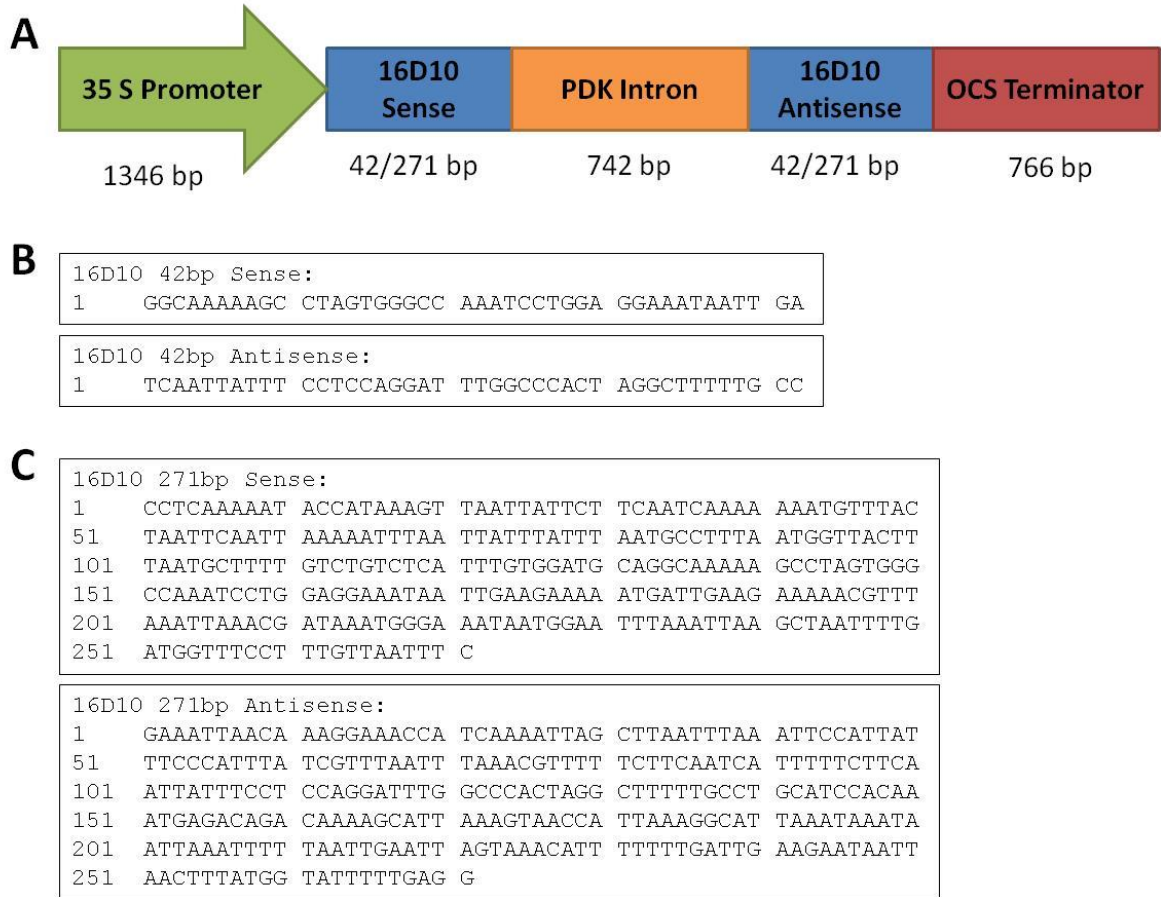 A
35 S Promoter
16D10 Sense
PDK Intron
16D10 Antisense
OCS Terminator
1346 bp
42/271 bp
742 bp
42/271 bp
766 bp
B
16D10 42bp Sense:
1 GGCAAAAAGC CTAGTGGGCC AAATCCTGGA GGAAATAATT GA
16D10 42bp Antisense:
1 TCAATTATTT CCTCCAGGAT TTGGCCCACT AGGCTTTTTG CC
C
16D10 271bp Sense:
1 CCTCAAAAAT ACCATAAAGT TAATTATTCT TCAATCAAAA AAATGTTTAC
51 TAATTCAATT AAAAATTTAA TTATTTATTT AATGCCTTTA ATGGTTACTT
101 TAATGCTTTT GTCTGTCTCA TTTGTGGATG CAGGCAAAAA GCCTAGTGGG
151 CCAAATCCTG GAGGAAATAA TTGAAGAAAA ATGATTGAAG AAAAACGTTT
201 AAATTAAACG ATAAATGGGA AATAATGGAA TTTAAATTAA GCTAATTTTG
251 ATGGTTTCCT TTGTTAATTT C
16D10 271bp Antisense:
1 GAAATTAACA AAGGAAACCA TCAAAATTAG CTTAATTTAA ATTCCATTAT
51 TTCCCATTTA TCGTTTAATT TAAACGTTTT TCTTCAATCA TTTTTCTTCA
101 ATTATTTCCT CCAGGATTTG GCCCACTAGG CTTTTTGCCT GCATCCACAA
151 ATGAGACAGA CAAAAGCATT AAAGTAACCA TTAAAGGCAT TAAATAAATA
201 ATTAAATTTT TAATTGAATT AGTAAACATT TTTTTGATTG AAGAATAATT
251 AACTTTATGG TATTTTTGAG G